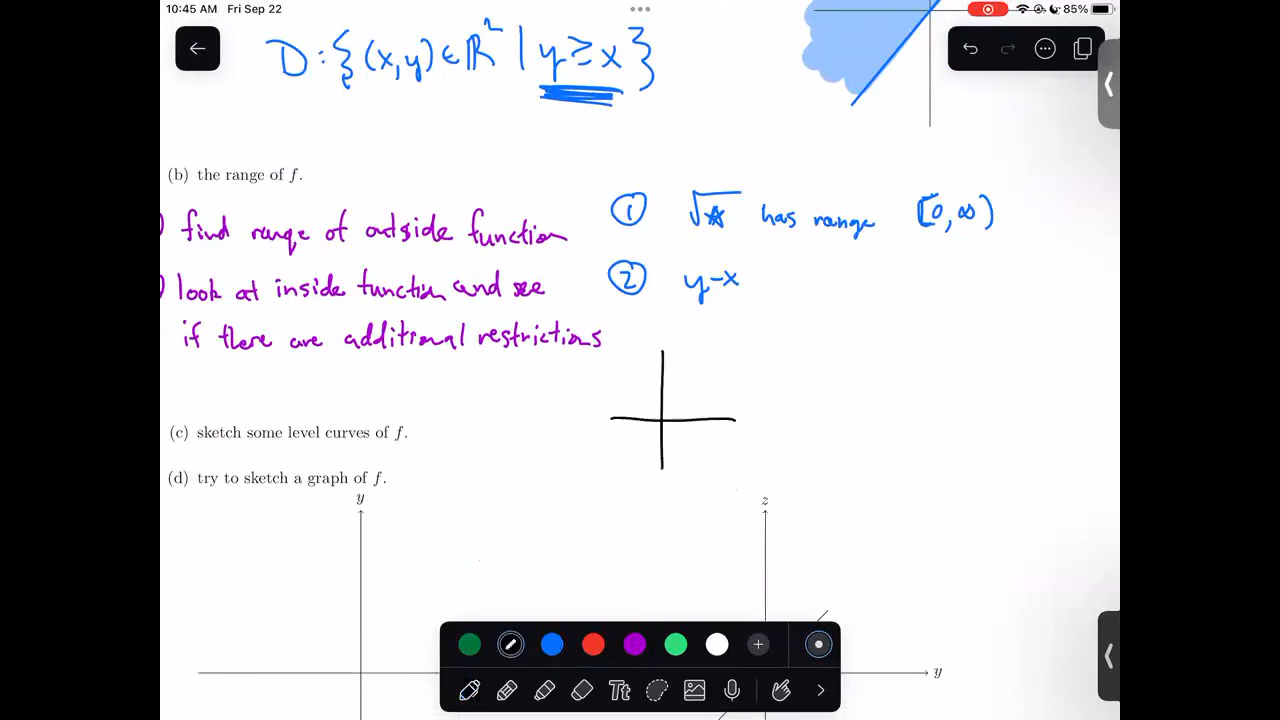 10:45 AM Fri Sep 22
85%
D:{(x,y)∈ℝ² | y≥x}
(b) the range of f.
) find range of outside function
) look at inside function and see
if there are additional restrictions
① √☆ has range [0,∞)
② y-x
(c) sketch some level curves of f.
(d) try to sketch a graph of f.
y
z
y
Tt